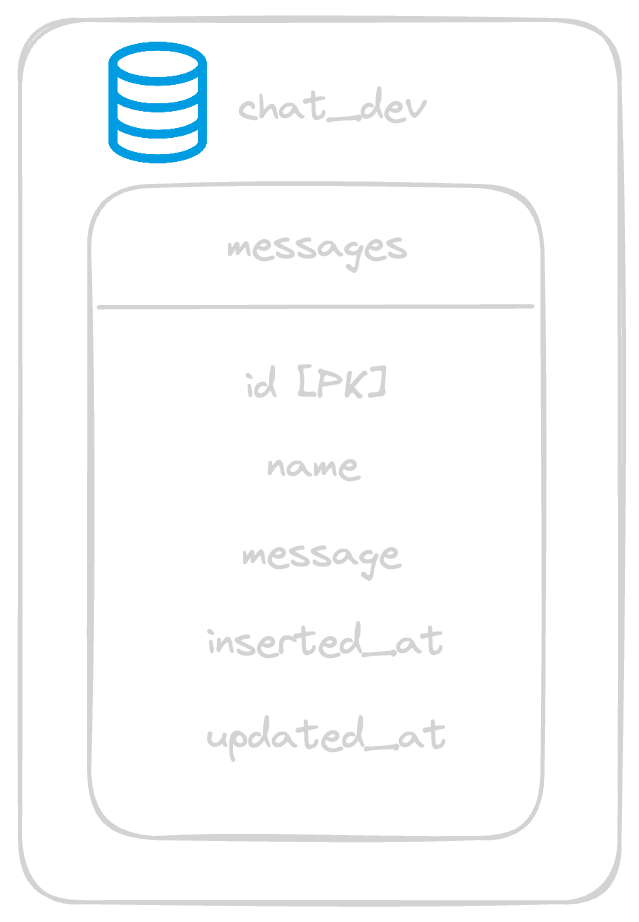 chat_dev
messages
id [PK]
name
message
inserted_at
updated_at